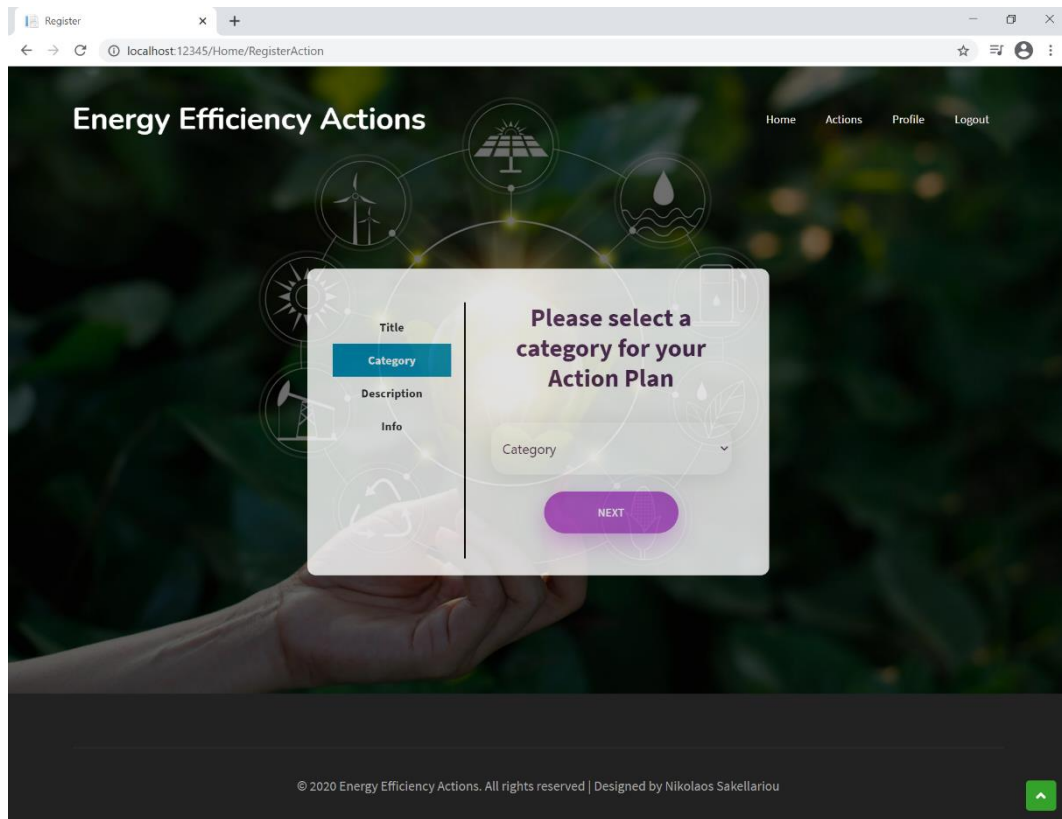 Register
localhost:12345/Home/RegisterAction
Energy Efficiency Actions
Home Actions Profile Logout
Title
Category
Description
Info
Please select a
category for your
Action Plan
Category
NEXT
© 2020 Energy Efficiency Actions. All rights reserved | Designed by Nikolaos Sakellariou